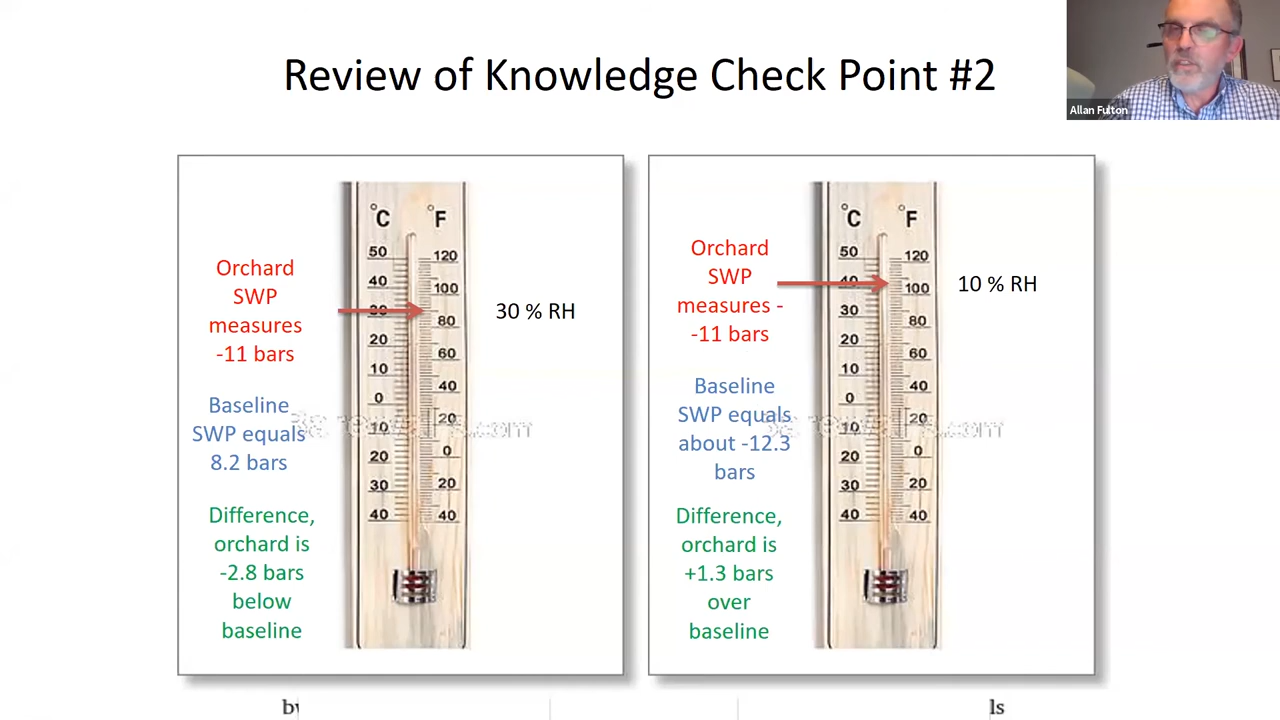 Review of Knowledge Check Point #2
Allan Fulton
°C °F
50 120
40 100
30 80
20 60
10 40
0 20
10 0
20 20
30 40
40
Orchard
SWP
measures
-11 bars
30 % RH
Baseline
SWP equals
8.2 bars
Difference,
orchard is
-2.8 bars
below
baseline
°C °F
50 120
40 100
30 80
20 60
10 40
0 20
10 0
20 20
30 40
40
Orchard
SWP
measures -
-11 bars
10 % RH
Baseline
SWP equals
about -12.3
bars
Difference,
orchard is
+1.3 bars
over
baseline
ls